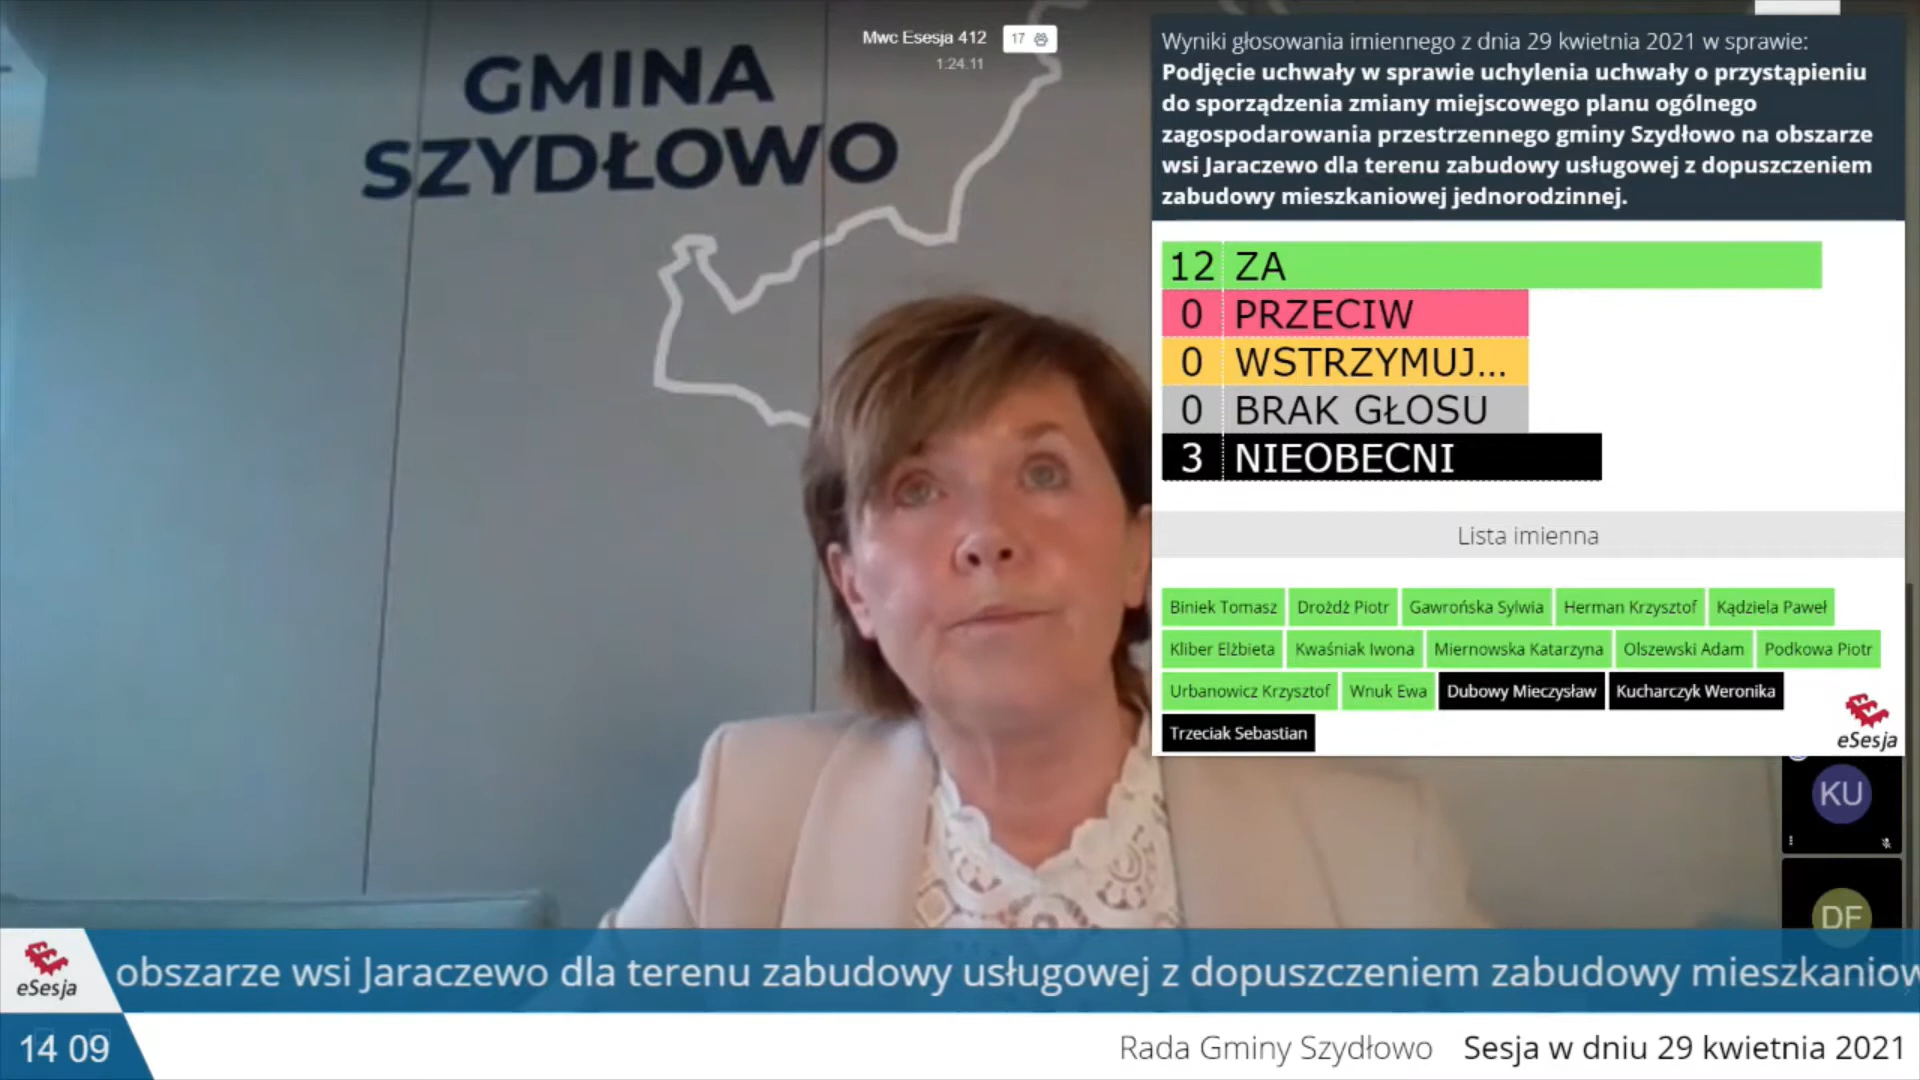 GMINA
SZYDŁOWO
Mwc Esesja 412
17
1:24.11
Wyniki głosowania imiennego z dnia 29 kwietnia 2021 w sprawie:
Podjęcie uchwały w sprawie uchylenia uchwały o przystąpieniu
do sporządzenia zmiany miejscowego planu ogólnego
zagospodarowania przestrzennego gminy Szydłowo na obszarze
wsi Jaraczewo dla terenu zabudowy usługowej z dopuszczeniem
zabudowy mieszkaniowej jednorodzinnej.
12 ZA
0 PRZECIW
0 WSTRZYMUJ...
0 BRAK GŁOSU
3 NIEOBECNI
Lista imienna
Biniek Tomasz Drożdż Piotr Gawrońska Sylwia Herman Krzysztof Kądziela Paweł
Kliber Elżbieta Kwaśniak Iwona Miernowska Katarzyna Olszewski Adam Podkowa Piotr
Urbanowicz Krzysztof Wnuk Ewa Dubowy Mieczysław Kucharczyk Weronika
Trzeciak Sebastian
eSesja
KU
DF
eSesja
obszarze wsi Jaraczewo dla terenu zabudowy usługowej z dopuszczeniem zabudowy mieszkaniow
14 09
Rada Gminy Szydłowo Sesja w dniu 29 kwietnia 2021